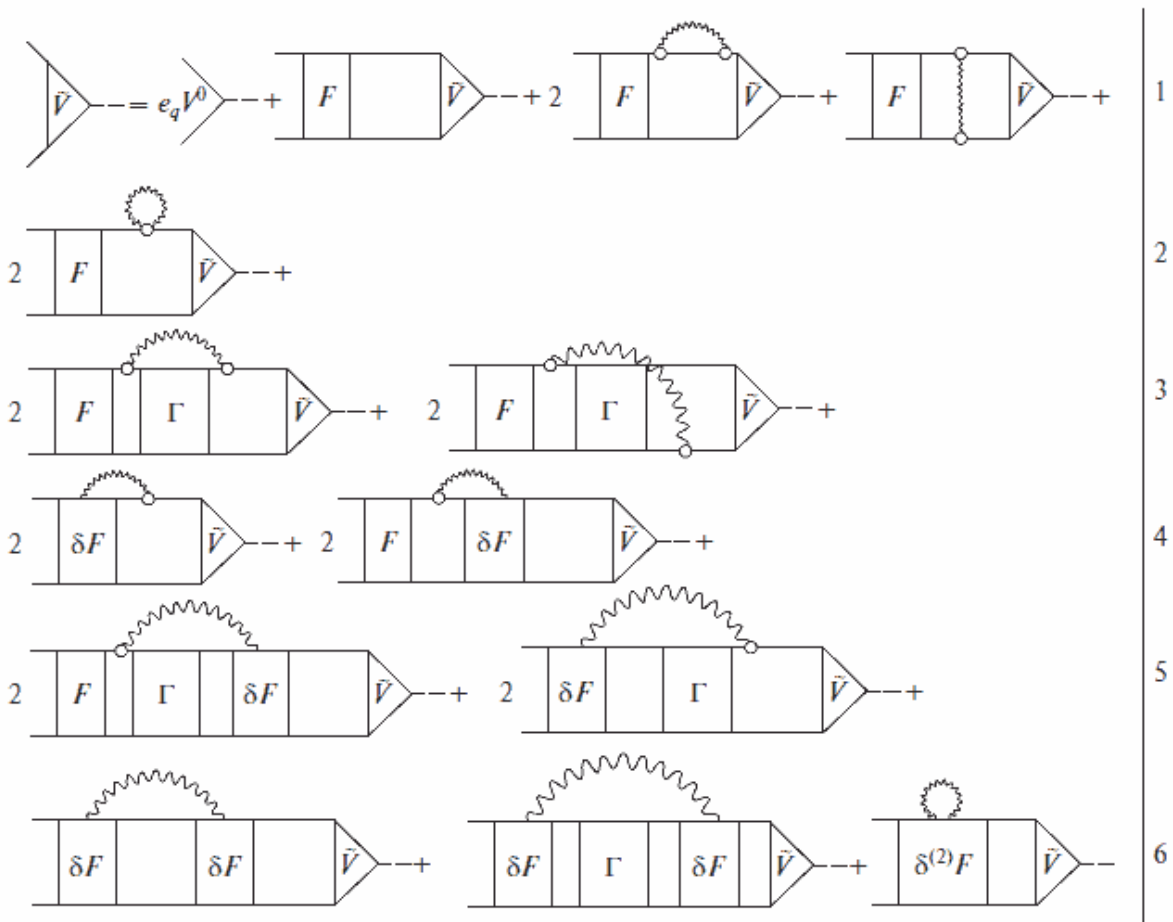 Ṽ = e_q V⁰ + F Ṽ + 2 F Ṽ + F Ṽ + 1
2 F Ṽ + 2
2 F Γ Ṽ + 2 F Γ Ṽ + 3
2 δF Ṽ + 2 F δF Ṽ + 4
2 F Γ δF Ṽ + 2 δF Γ Ṽ + 5
δF δF Ṽ + δF Γ δF Ṽ + δ⁽²⁾F Ṽ 6